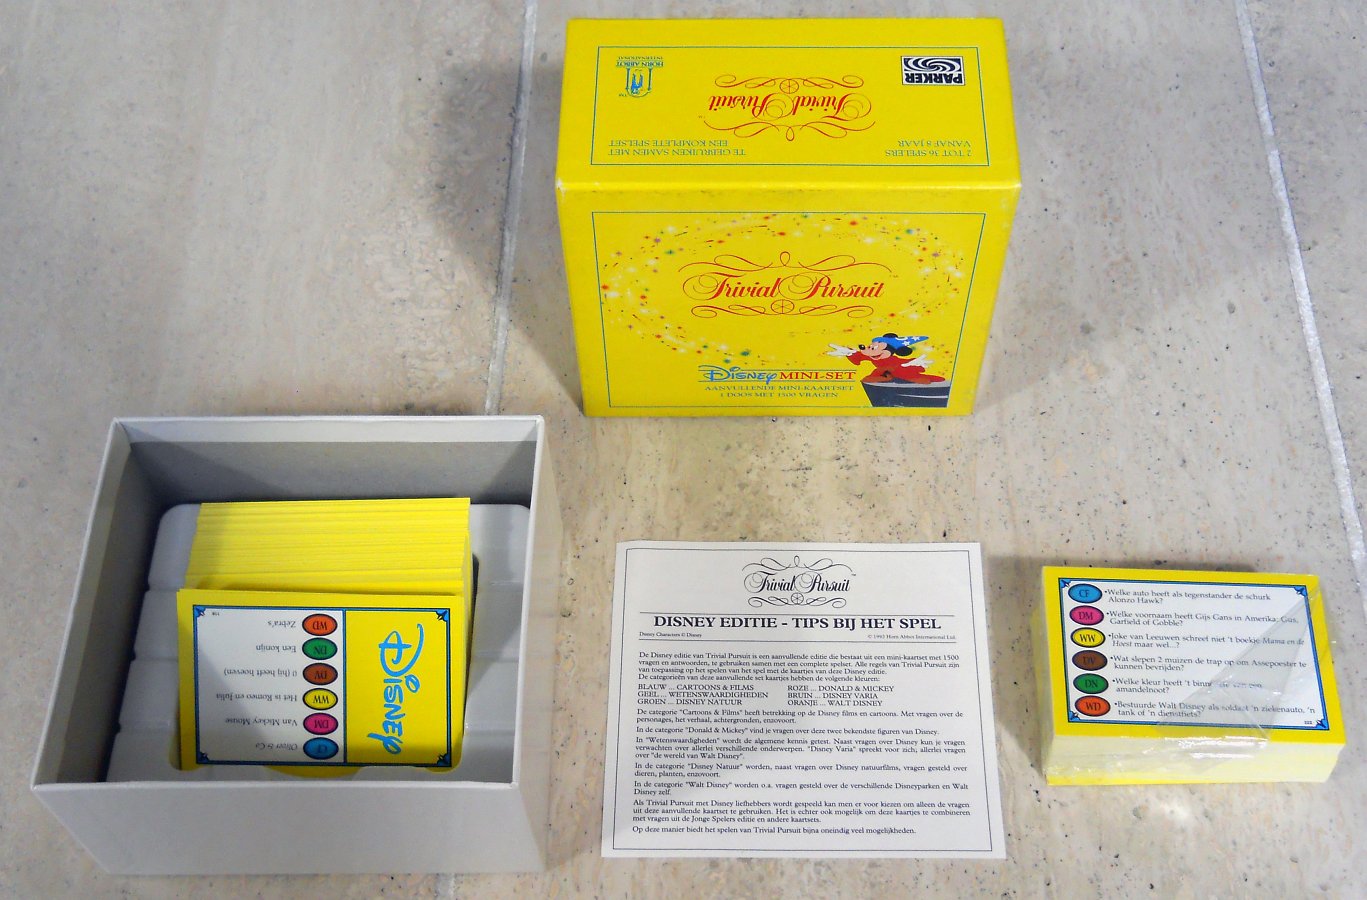 HORN ABBOT
INTERNATIONAL
TM
PARKER
Trivial Pursuit
TE GEBRUIKEN SAMEN MET
EEN KOMPLETE SPELSET
2 TOT 36 SPELERS
VANAF 8 JAAR
Trivial Pursuit
Disney MINI-SET
AANVULLENDE MINI-KAARTSET
1 DOOS MET 1500 VRAGEN
Disney
WD Zebra's
DN Een konijn
DV 0 (hij heeft hoeven)
WW Het is Romeo en Julia
DM Van Mickey Mouse
CF Oliver & Co
Trivial Pursuit
DISNEY EDITIE - TIPS BIJ HET SPEL
Disney Characters © Disney
© 1992 Horn Abbot International Ltd.
De Disney editie van Trivial Pursuit is een aanvullende editie die bestaat uit een mini-kaartset met 1500
vragen en antwoorden, te gebruiken samen met een complete spelset. Alle regels van Trivial Pursuit zijn
van toepassing op het spelen van het spel met de kaartjes van deze Disney editie.
De categorieën van deze aanvullende set kaartjes hebben de volgende kleuren:
BLAUW ... CARTOONS & FILMS ROZE ... DONALD & MICKEY
GEEL ... WETENSWAARDIGHEDEN BRUIN ... DISNEY VARIA
GROEN ... DISNEY NATUUR ORANJE ... WALT DISNEY
De categorie "Cartoons & Films" heeft betrekking op de Disney films en cartoons. Met vragen over de
personages, het verhaal, achtergronden, enzovoort.
In de categorie "Donald & Mickey" vind je vragen over deze twee bekendste figuren van Disney.
In "Wetenswaardigheden" wordt de algemene kennis getest. Naast vragen over Disney kun je vragen
verwachten over allerlei verschillende onderwerpen. "Disney Varia" spreekt voor zich; allerlei vragen
over "de wereld van Walt Disney".
In de categorie "Disney Natuur" worden, naast vragen over Disney natuurfilms, vragen gesteld over
dieren, planten, enzovoort.
In de categorie "Walt Disney" worden o.a. vragen gesteld over de verschillende Disneyparken en Walt
Disney zelf.
Als Trivial Pursuit met Disney liefhebbers wordt gespeeld kan men er voor kiezen om alleen de vragen
uit deze aanvullende kaartset te gebruiken. Het is echter ook mogelijk om deze kaartjes te combineren
met vragen uit de Jonge Spelers editie en andere kaartsets.
Op deze manier biedt het spelen van Trivial Pursuit bijna oneindig veel mogelijkheden.
CF •Welke auto heeft als tegenstander de schurk
Alonzo Hawk?
DM •Welke voornaam heeft Gijs Gans in Amerika: Gus,
Garfield of Gobble?
WW •Joke van Leeuwen schreef niet 't boekje Mama en de
Hoest maar wel...?
DV •Wat slepen 2 muizen de trap op om Assepoester te
kunnen bevrijden?
DN •Welke kleur heeft 't van een
amandelnoot?
WD •Bestuurde Walt Disney als soldaat 'n ziekenauto, 'n
tank of 'n dienstfiets?